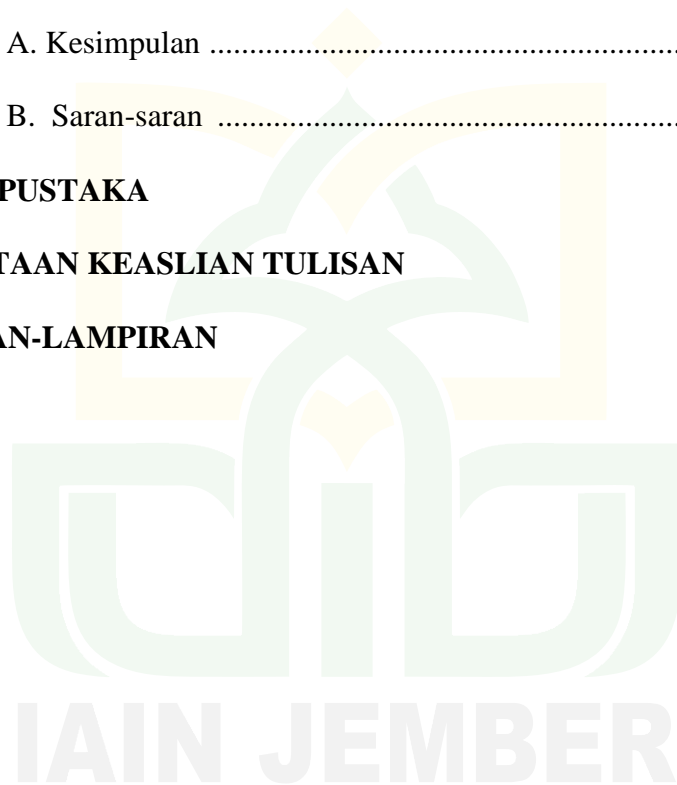 A. Kesimpulan ..........................................................
B. Saran-saran .........................................................
PUSTAKA
TAAN KEASLIAN TULISAN
AN-LAMPIRAN
IAIN JEMBER